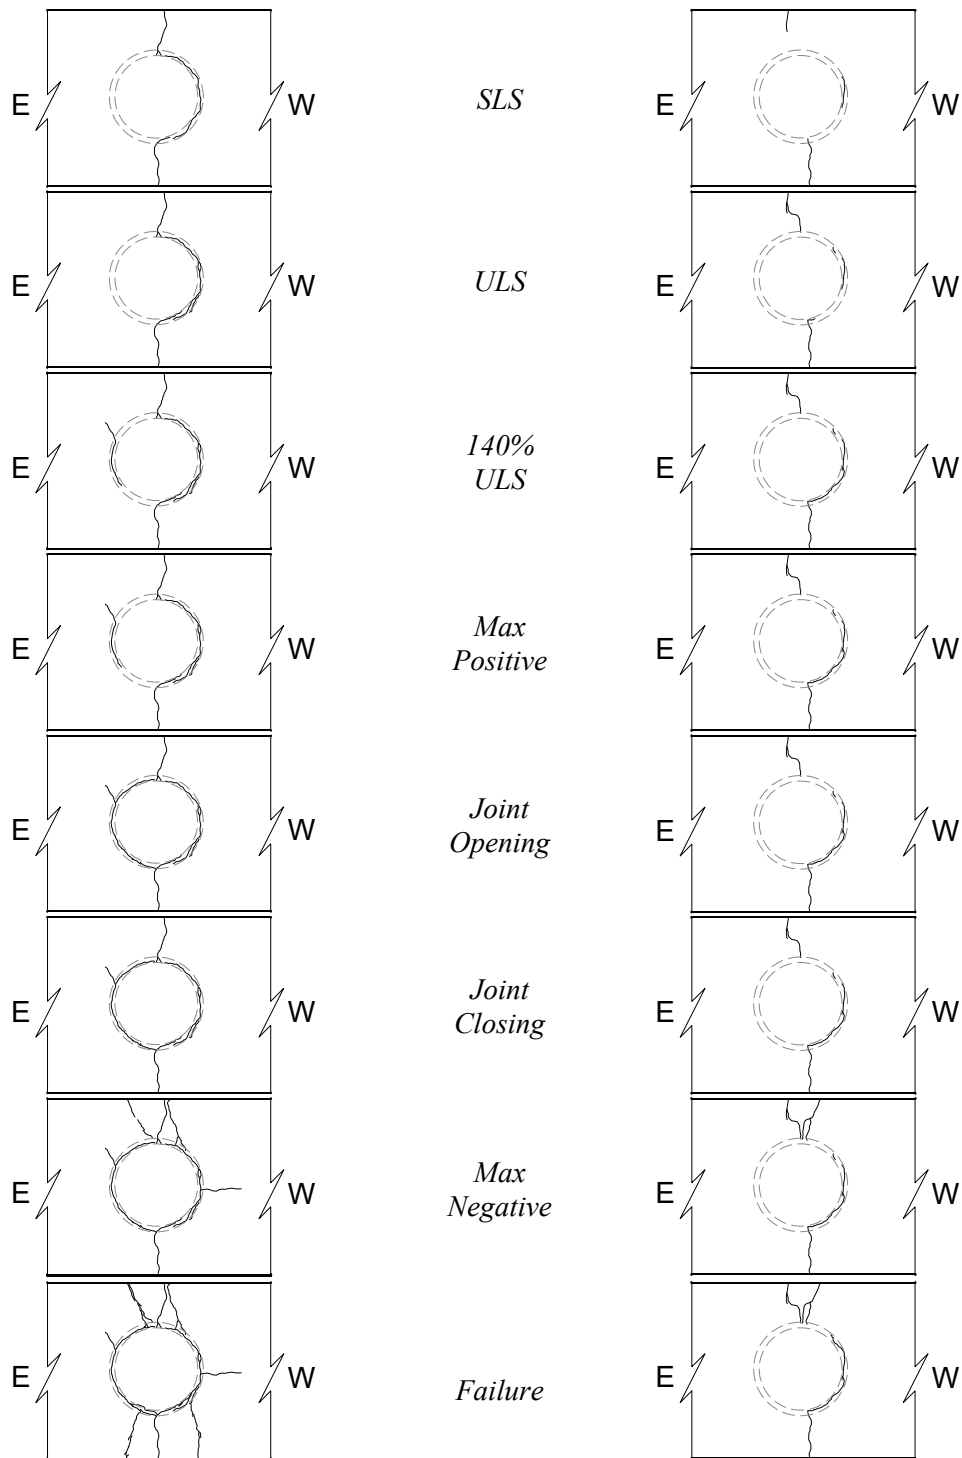 E W SLS E W
E W ULS E W
E W 140% E W
ULS
E W Max E W
Positive
E W Joint E W
Opening
E W Joint E W
Closing
E W Max E W
Negative
E W Failure E W